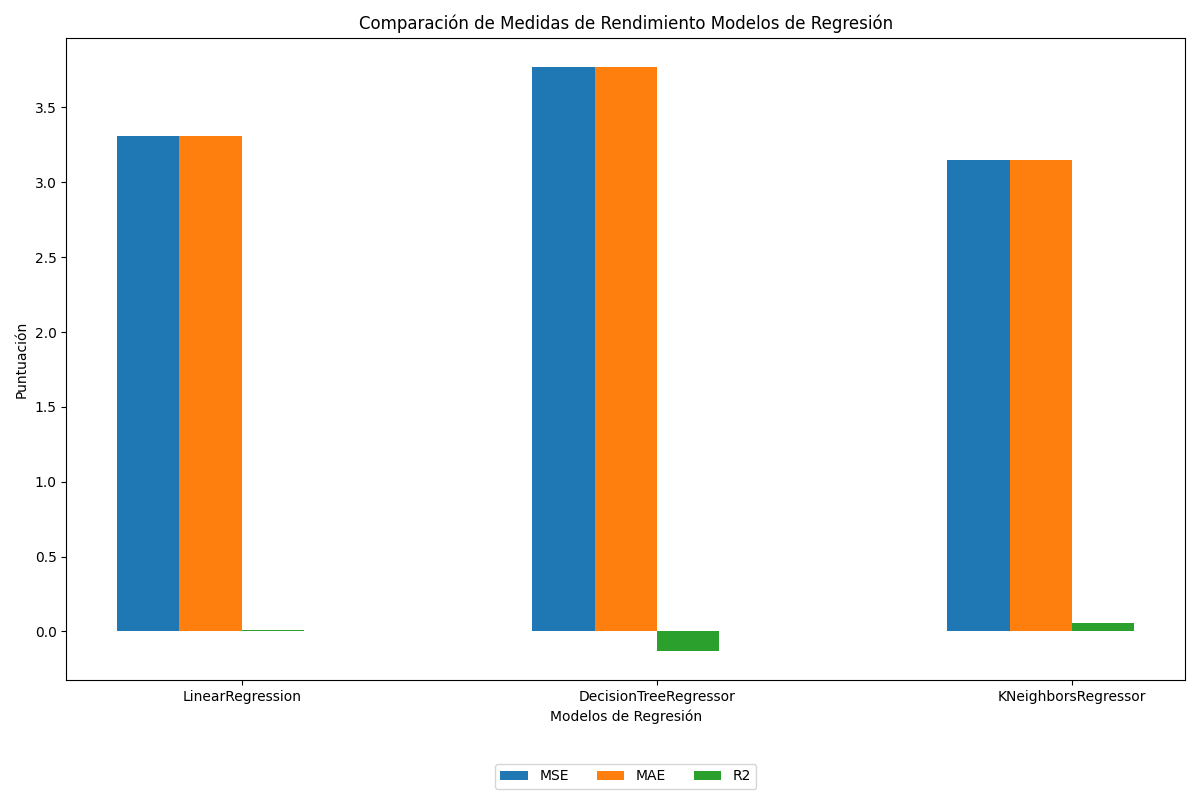 Comparación de Medidas de Rendimiento Modelos de Regresión
3.5
3.0
2.5
2.0
1.5
1.0
0.5
0.0
Puntuación
LinearRegression DecisionTreeRegressor KNeighborsRegressor
Modelos de Regresión
MSE MAE R2